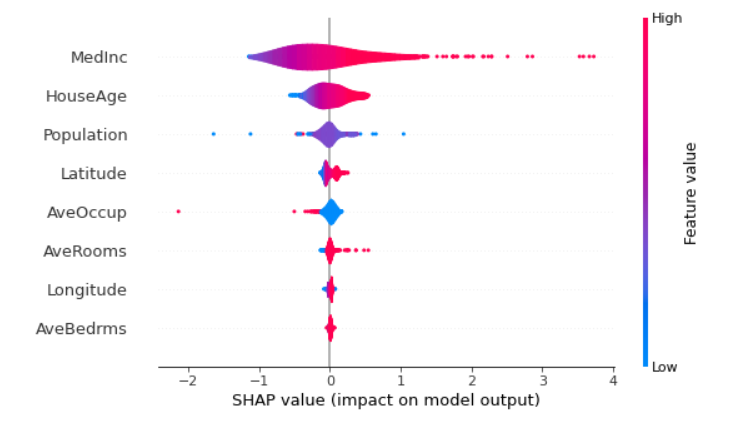 High
MedInc
HouseAge
Population
Latitude
AveOccup
AveRooms
Longitude
AveBedrms
Feature value
Low
−2 −1 0 1 2 3 4
SHAP value (impact on model output)